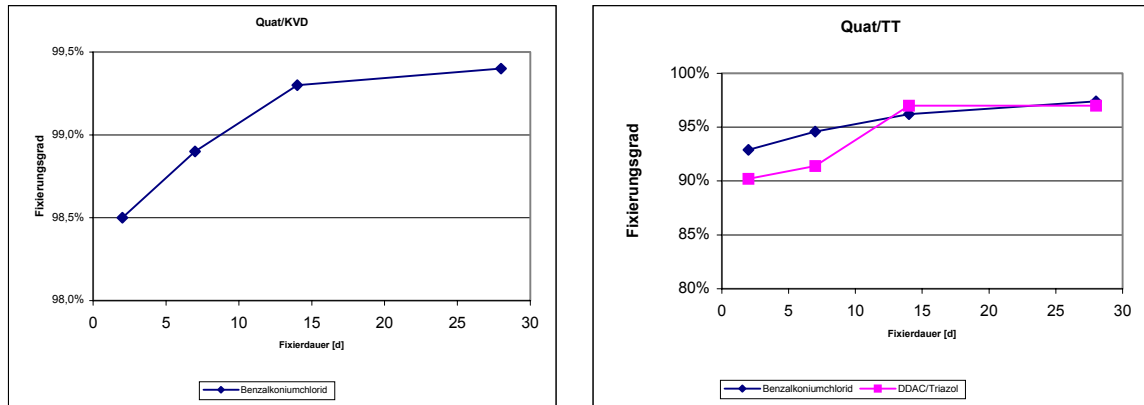 Quat/KVD
99,5%
99,0%
98,5%
98,0%
Fixierungsgrad
0 5 10 15 20 25 30
Fixierdauer [d]
Benzalkoniumchlorid
Quat/TT
100%
95%
90%
85%
80%
Fixierungsgrad
0 5 10 15 20 25 30
Fixierdauer [d]
Benzalkoniumchlorid DDAC/Triazol